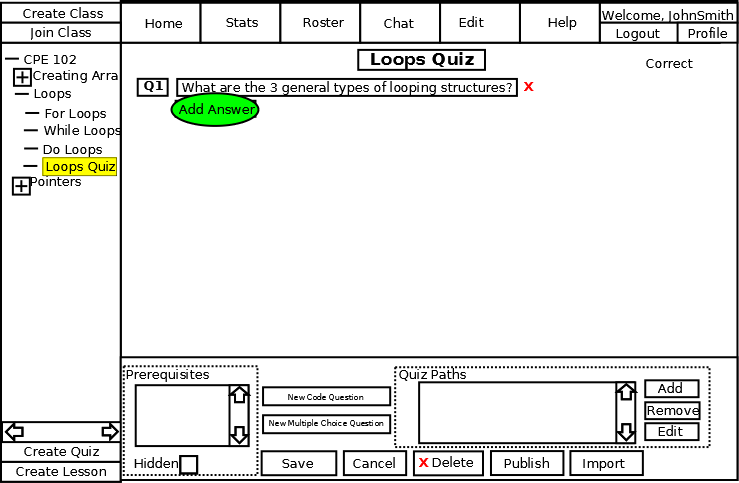 Create Class
Join Class
Home
Stats
Roster
Chat
Edit
Help
Welcome, JohnSmith
Logout
Profile
CPE 102
Creating Arra
Loops
For Loops
While Loops
Do Loops
Loops Quiz
Pointers
Create Quiz
Create Lesson
Loops Quiz
Correct
Q1 What are the 3 general types of looping structures? X
Add Answer
Prerequisites
Hidden
New Code Question
New Multiple Choice Question
Quiz Paths
Add
Remove
Edit
Save
Cancel
X Delete
Publish
Import